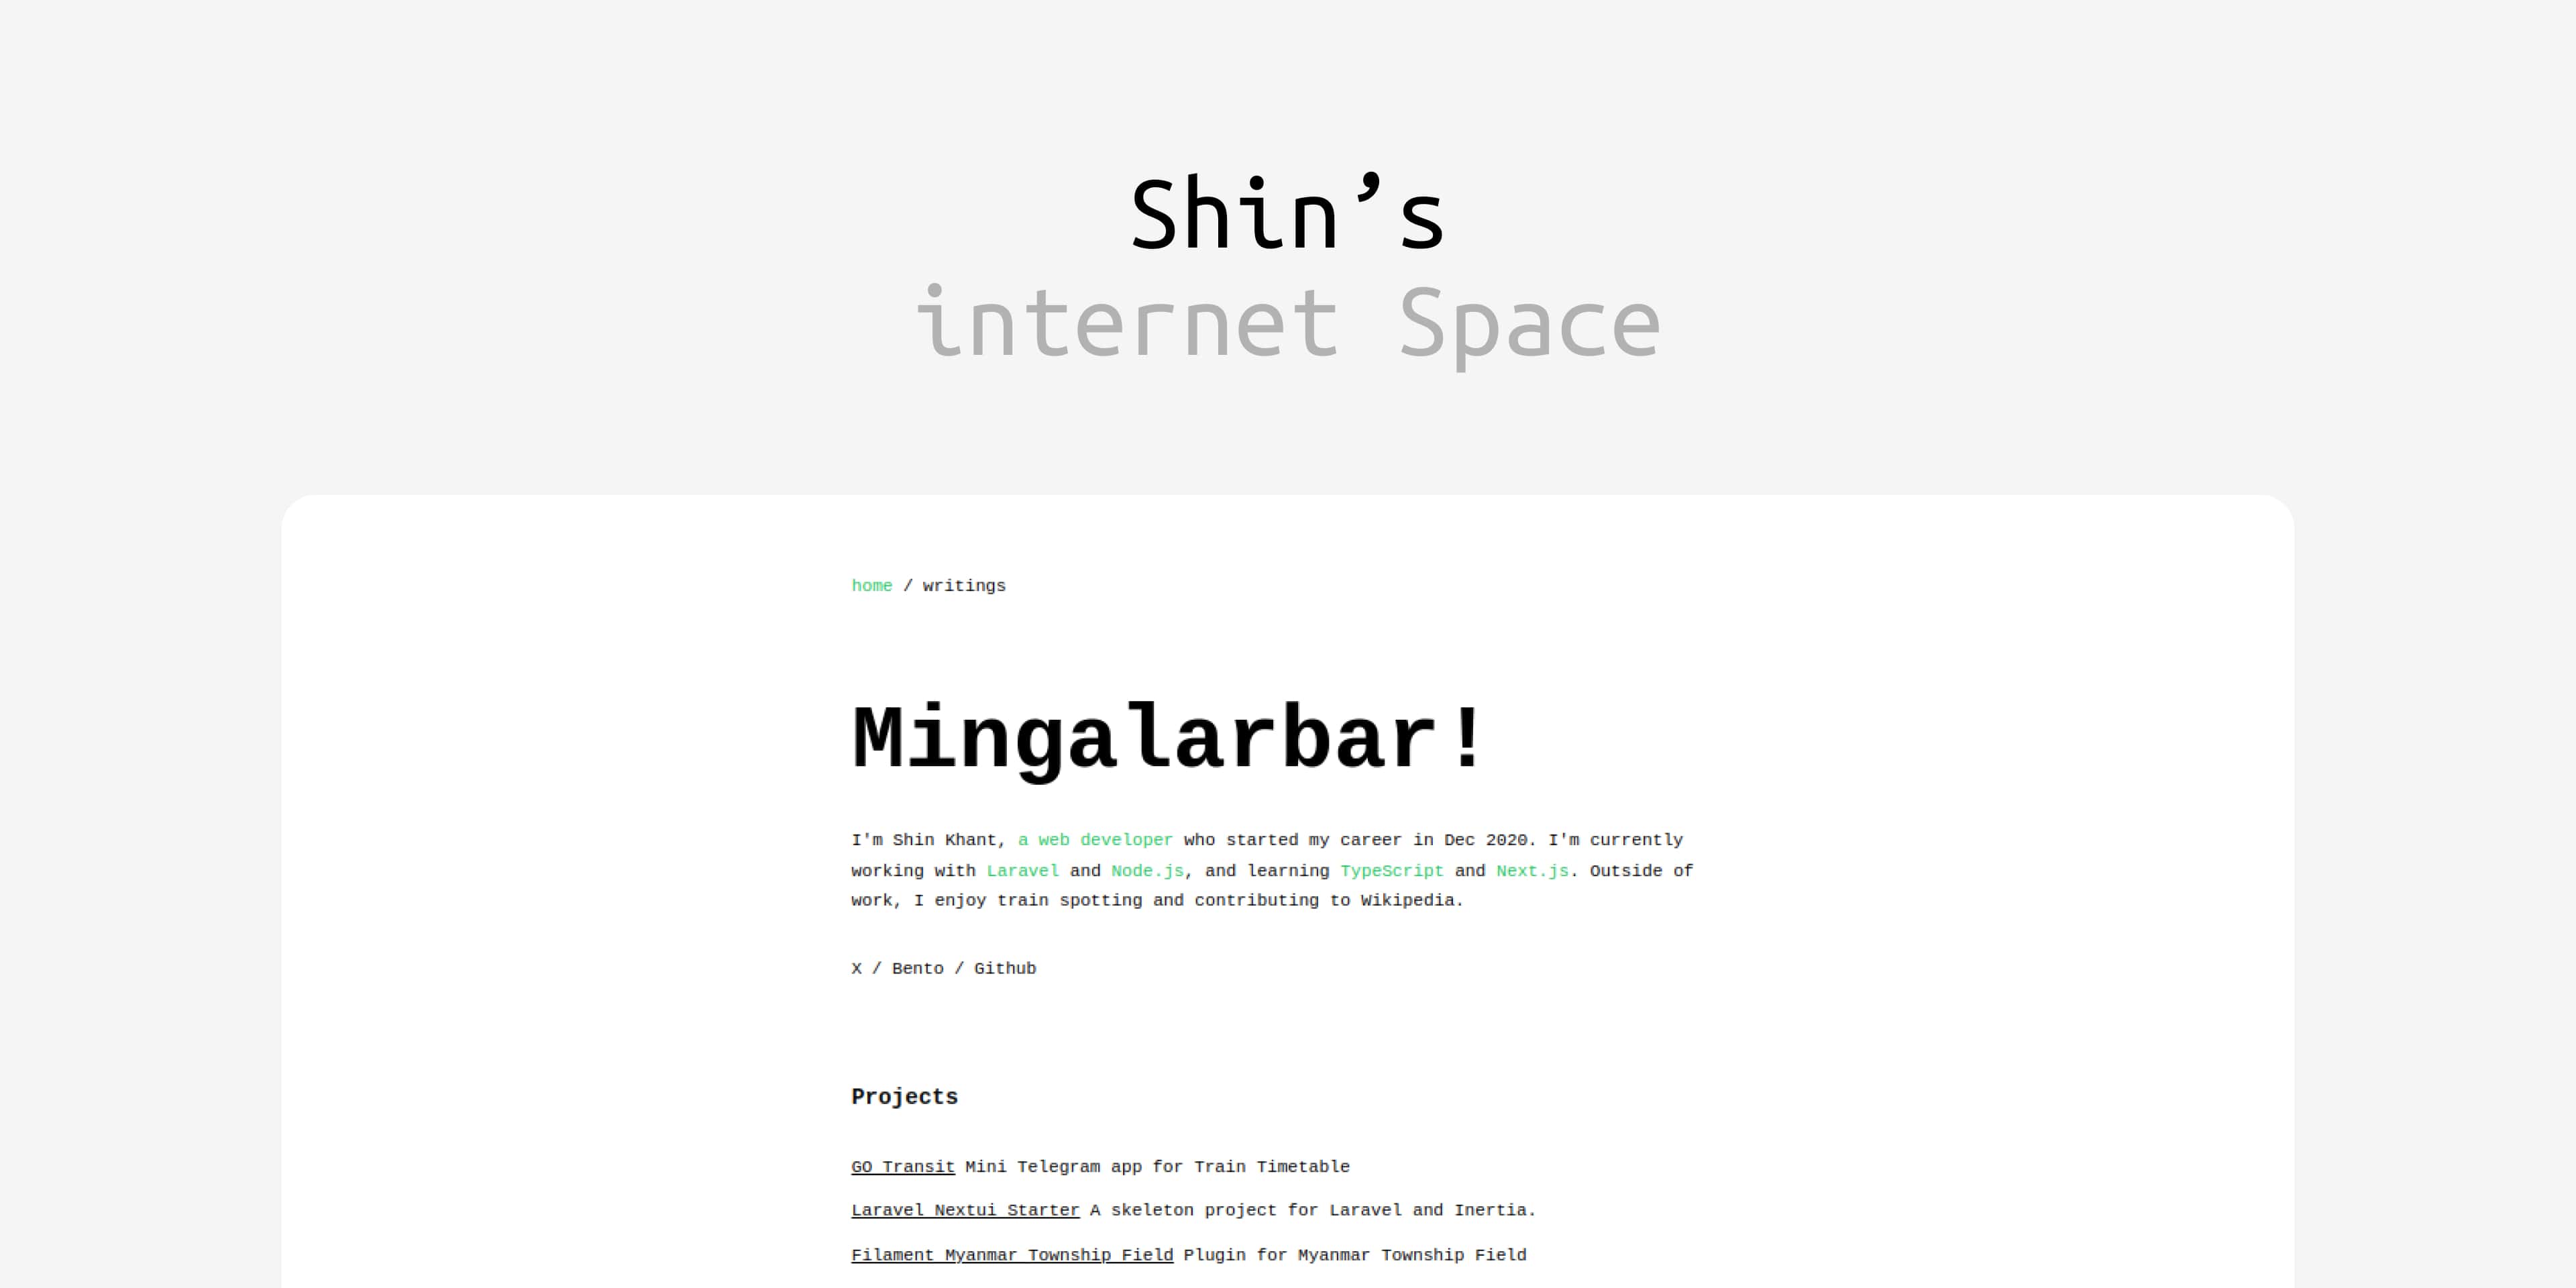 Shin’s
internet Space
home / writings
Mingalarbar!
I'm Shin Khant, a web developer who started my career in Dec 2020. I'm currently
working with Laravel and Node.js, and learning TypeScript and Next.js. Outside of
work, I enjoy train spotting and contributing to Wikipedia.
X / Bento / Github
Projects
GO Transit Mini Telegram app for Train Timetable
Laravel Nextui Starter A skeleton project for Laravel and Inertia.
Filament Myanmar Township Field Plugin for Myanmar Township Field